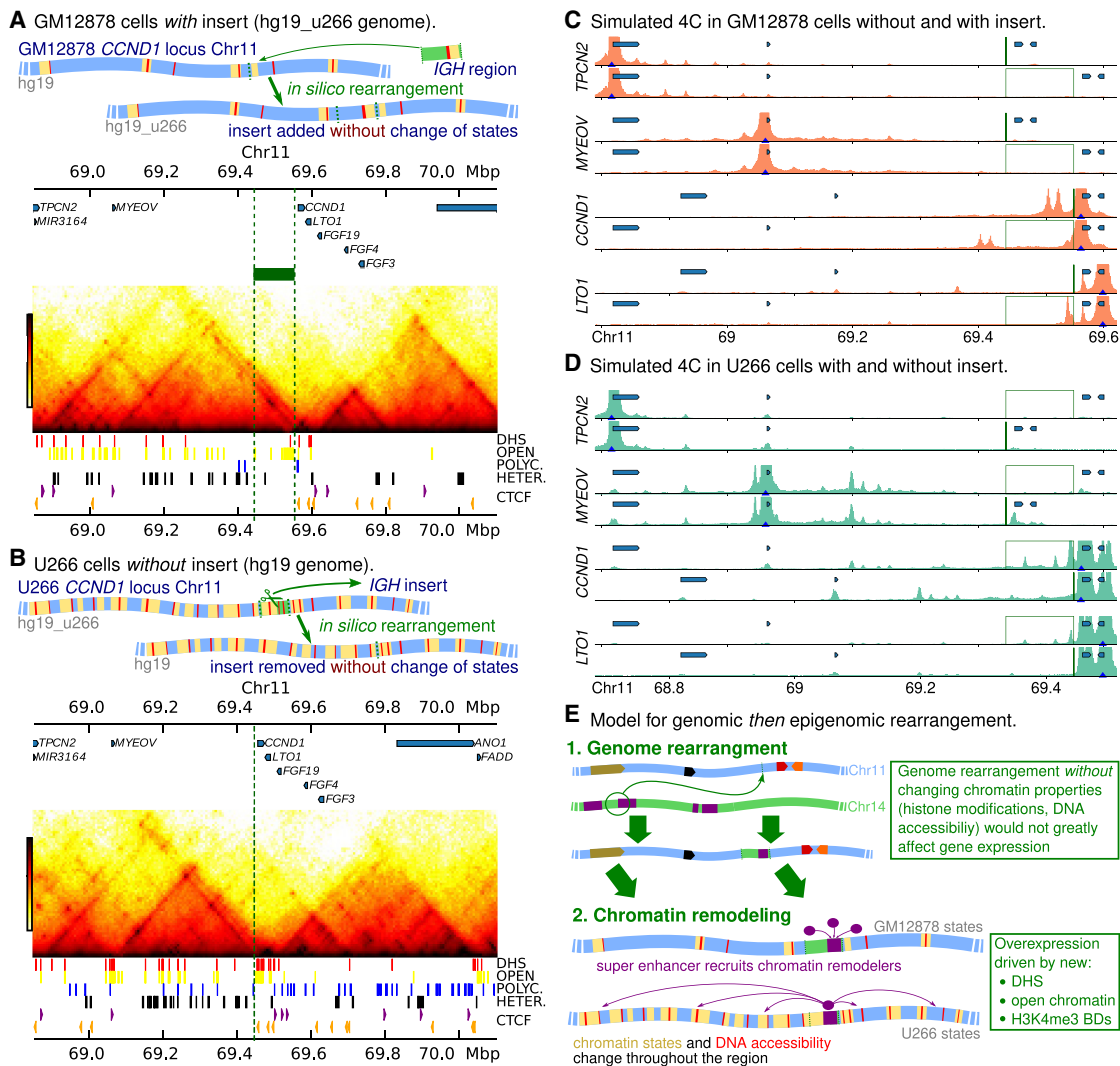 A GM12878 cells with insert (hg19_u266 genome).
GM12878 CCND1 locus Chr11
IGH region
hg19
in silico rearrangement
hg19_u266
insert added without change of states
Chr11
69.0 69.2 69.4 69.6 69.8 70.0 Mbp
TPCN2 MYEOV CCND1
MIR3164 LTO1
FGF19
FGF4
FGF3
DHS
OPEN
POLYC.
HETER.
CTCF
69.0 69.2 69.4 69.6 69.8 70.0 Mbp
B U266 cells without insert (hg19 genome).
U266 CCND1 locus Chr11
IGH insert
hg19_u266
in silico rearrangement
hg19
insert removed without change of states
Chr11
69.0 69.2 69.4 69.6 69.8 70.0 Mbp
TPCN2 MYEOV CCND1 ANO1
MIR3164 LTO1 FADD
FGF19
FGF4
FGF3
DHS
OPEN
POLYC.
HETER.
CTCF
69.0 69.2 69.4 69.6 69.8 70.0 Mbp
C Simulated 4C in GM12878 cells without and with insert.
TPCN2
MYEOV
CCND1
LTO1
Chr11 69 69.2 69.4 69.6
D Simulated 4C in U266 cells with and without insert.
TPCN2
MYEOV
CCND1
LTO1
Chr11 68.8 69 69.2 69.4
E Model for genomic then epigenomic rearrangement.
1. Genome rearrangment
Chr11
Chr14
Genome rearrangement without
changing chromatin properties
(histone modifications, DNA
accessibiliy) would not greatly
affect gene expression
2. Chromatin remodeling
GM12878 states
super enhancer recruits chromatin remodelers
U266 states
chromatin states and DNA accessibility
change throughout the region
Overexpression
driven by new:
• DHS
• open chromatin
• H3K4me3 BDs